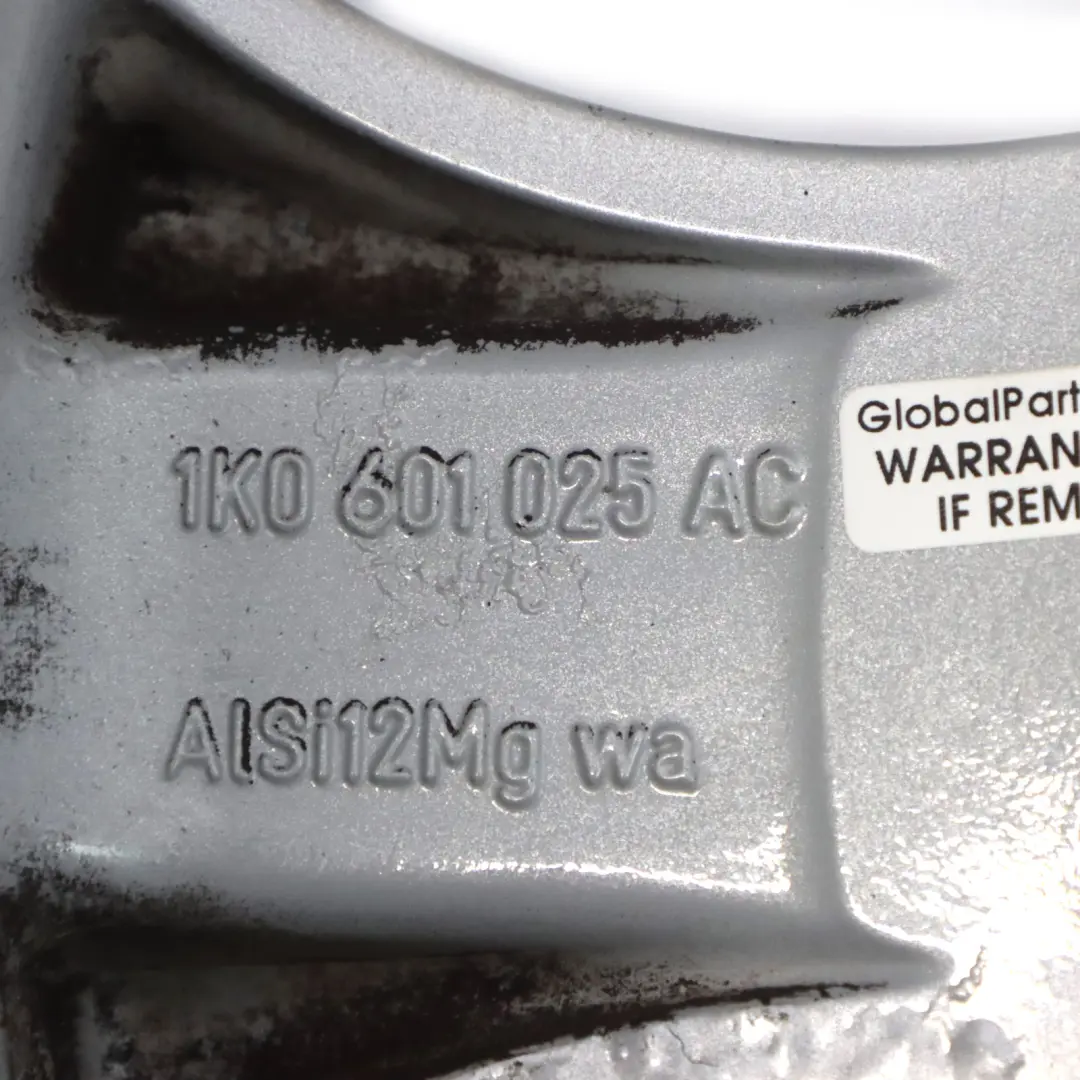 1K0 601 025 AC
GlobalPart
WARRAN
IF REM
AlSi12Mg wa